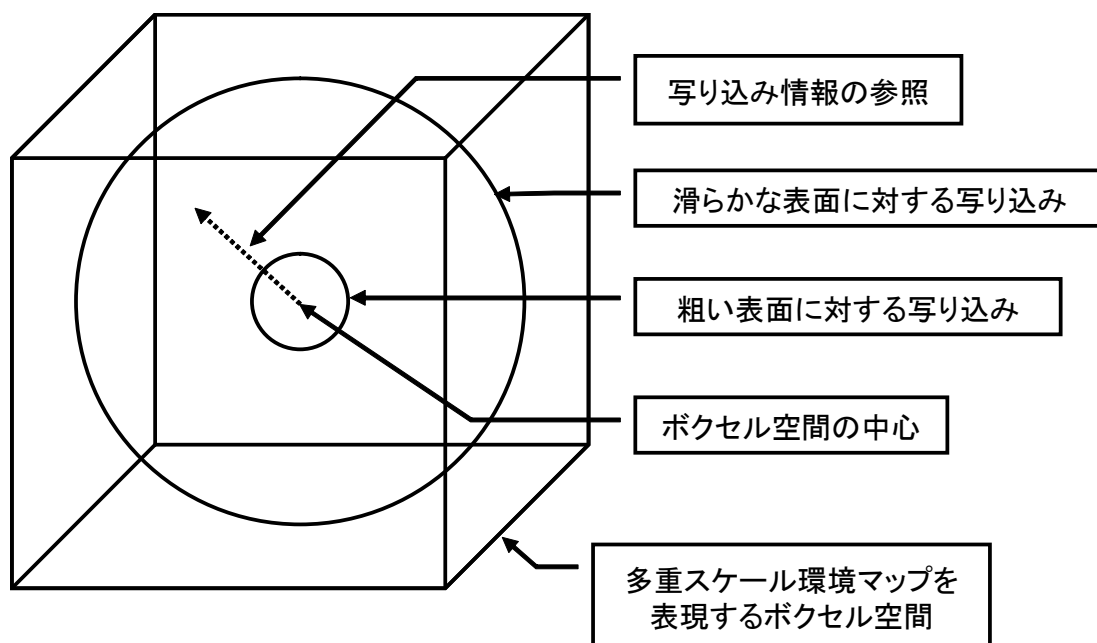 写り込み情報の参照
滑らかな表面に対する写り込み
粗い表面に対する写り込み
ボクセル空間の中心
多重スケール環境マップを
表現するボクセル空間